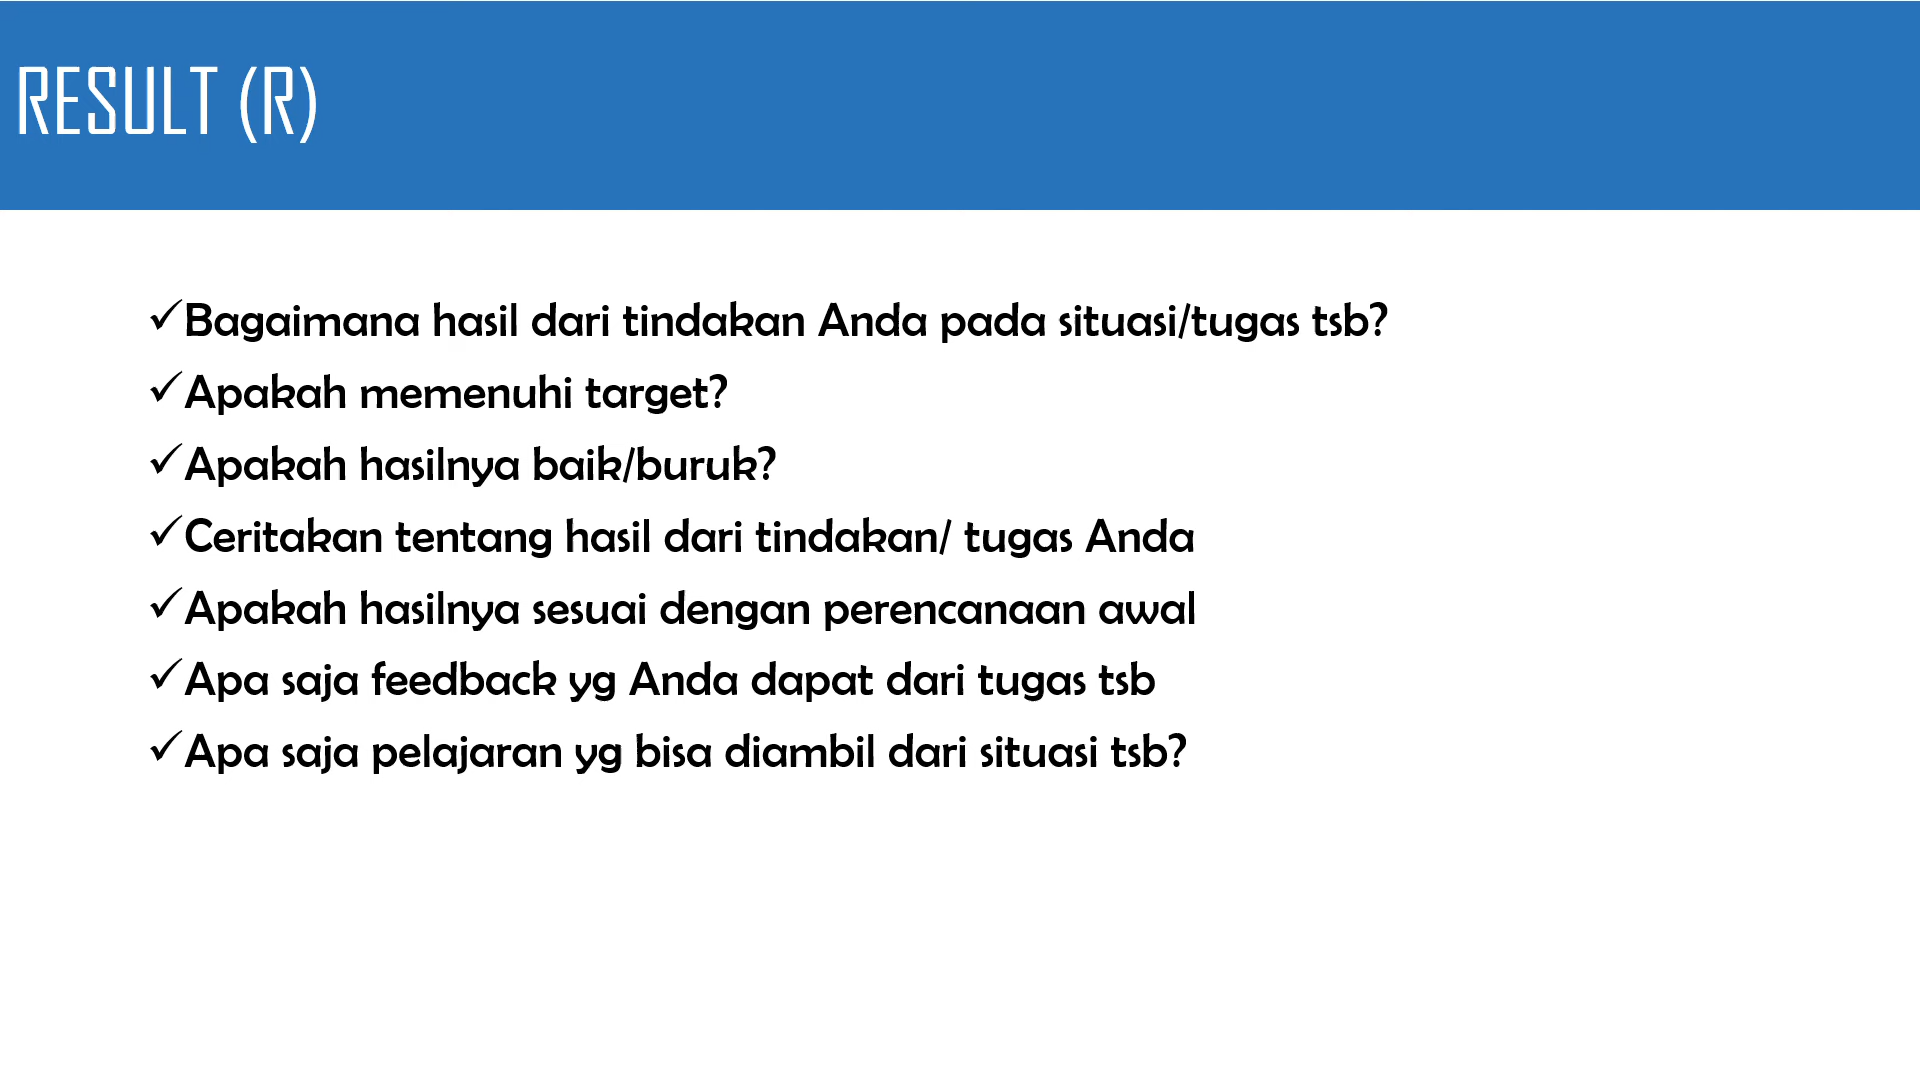 RESULT (R)
✓Bagaimana hasil dari tindakan Anda pada situasi/tugas tsb?
✓Apakah memenuhi target?
✓Apakah hasilnya baik/buruk?
✓Ceritakan tentang hasil dari tindakan/ tugas Anda
✓Apakah hasilnya sesuai dengan perencanaan awal
✓Apa saja feedback yg Anda dapat dari tugas tsb
✓Apa saja pelajaran yg bisa diambil dari situasi tsb?